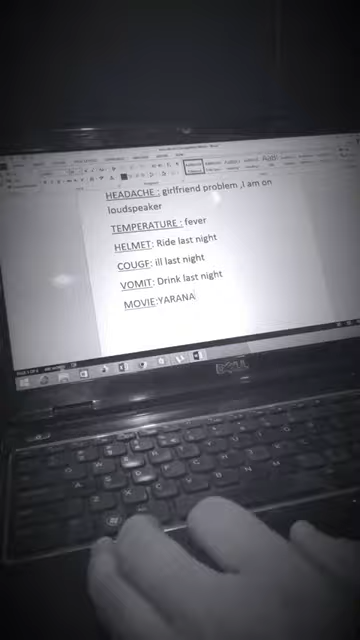 HEADACHE : girlfriend problem ,I am on
loudspeaker
TEMPERATURE : fever
HELMET: Ride last night
COUGF: ill last night
VOMIT: Drink last night
MOVIE:YARANA
DELL